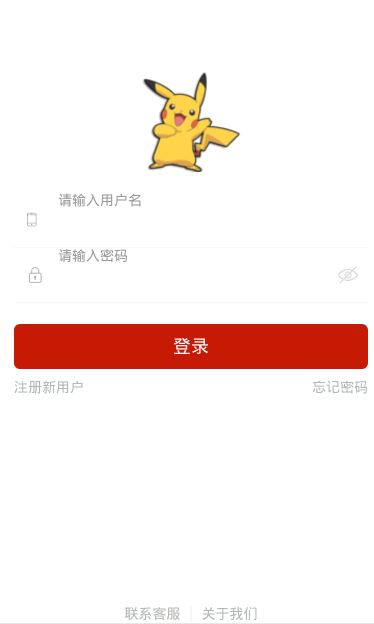 请输入用户名
请输入密码
登录
注册新用户 忘记密码
联系客服 关于我们